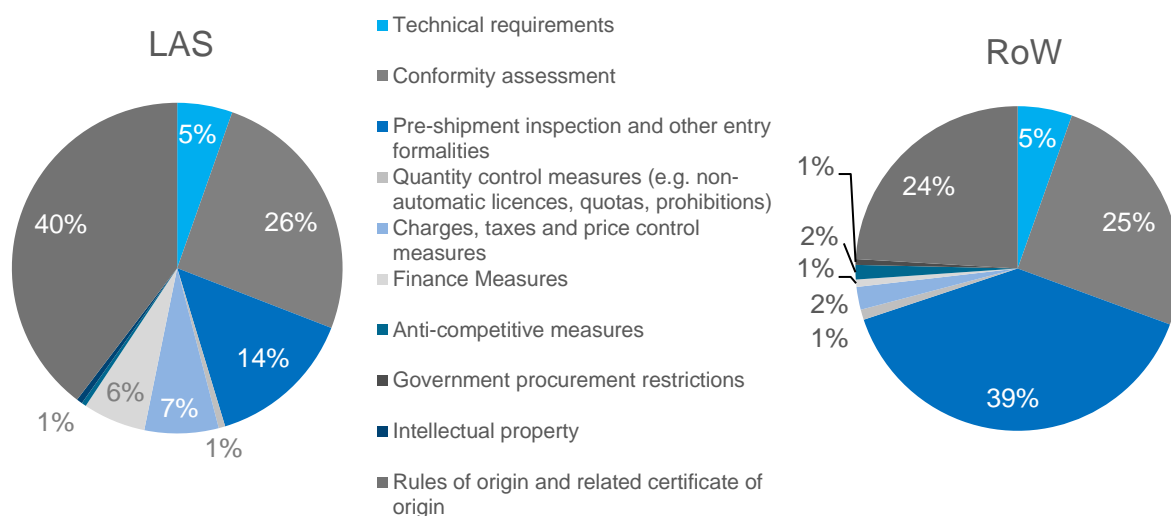 LAS
5%
26%
14%
1%
7%
6%
1%
40%
Technical requirements
Conformity assessment
Pre-shipment inspection and other entry
formalities
Quantity control measures (e.g. non-
automatic licences, quotas, prohibitions)
Charges, taxes and price control
measures
Finance Measures
Anti-competitive measures
Government procurement restrictions
Intellectual property
Rules of origin and related certificate of
origin
RoW
5%
25%
39%
1%
2%
1%
2%
1%
24%